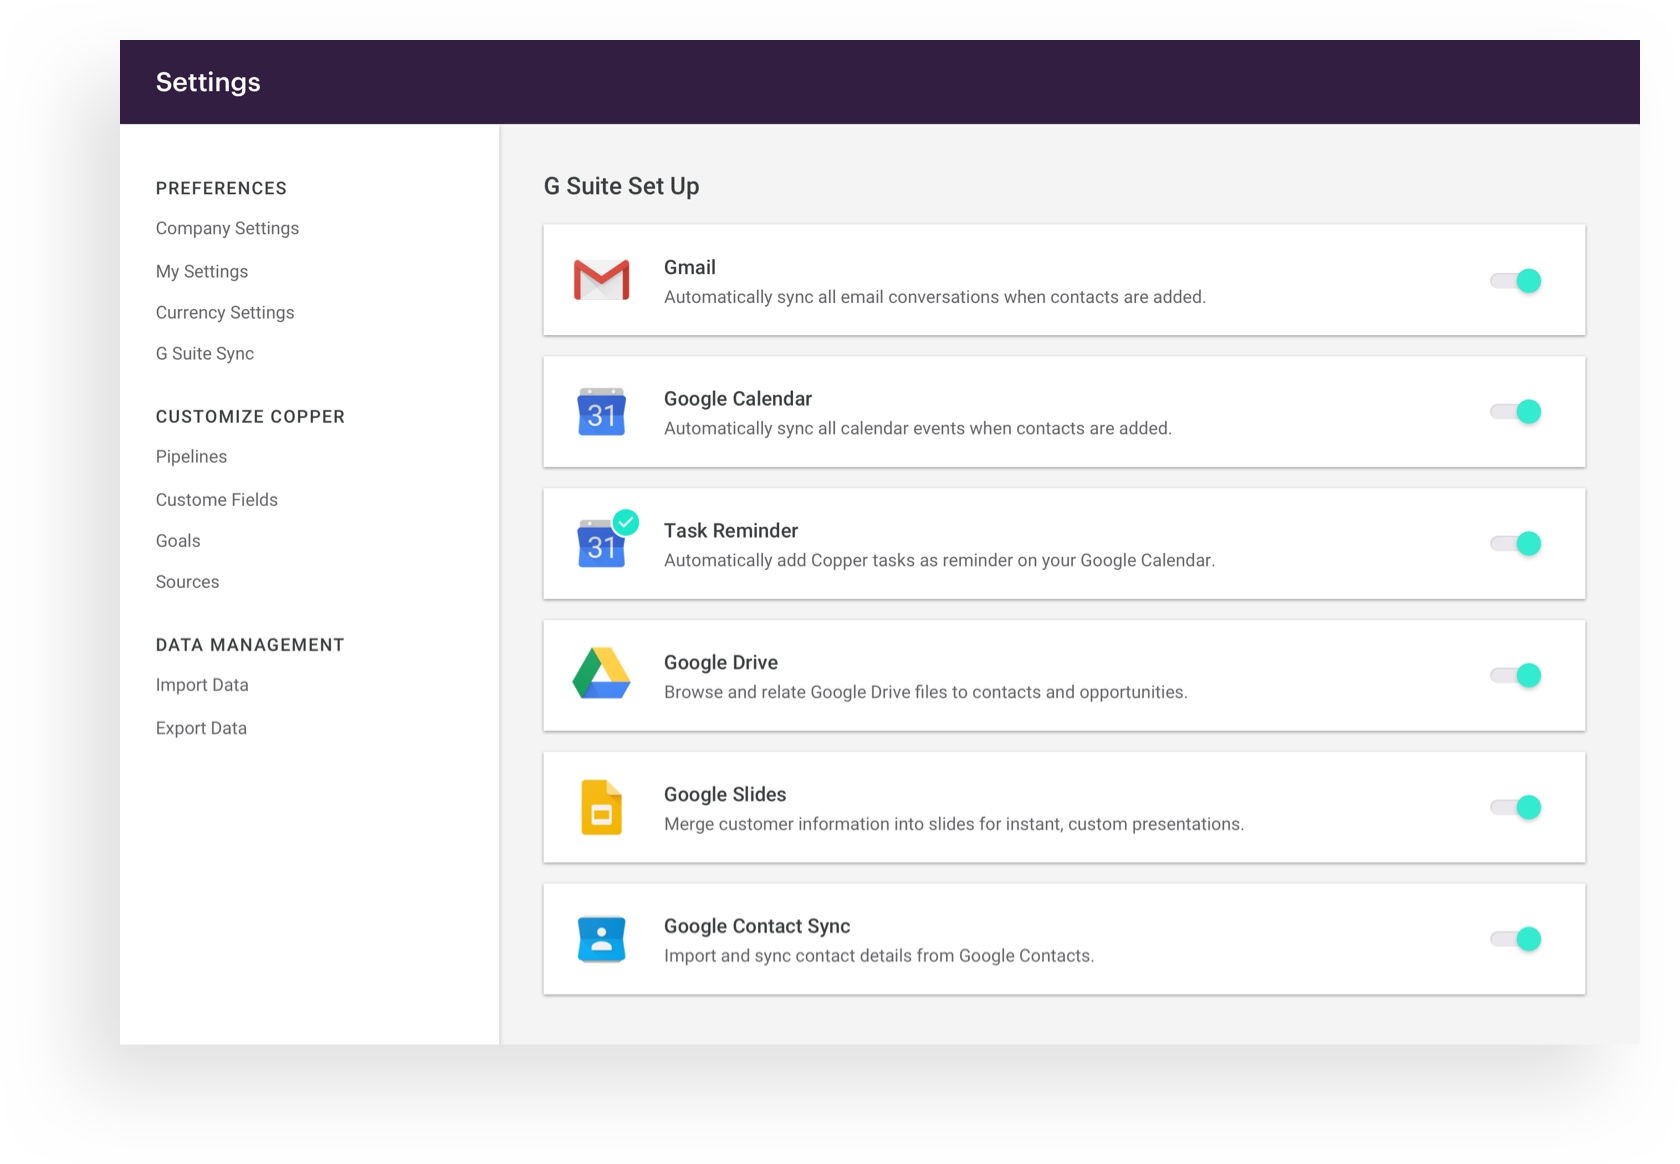 Settings
PREFERENCES
Company Settings
My Settings
Currency Settings
G Suite Sync
CUSTOMIZE COPPER
Pipelines
Custome Fields
Goals
Sources
DATA MANAGEMENT
Import Data
Export Data
G Suite Set Up
Gmail
Automatically sync all email conversations when contacts are added.
31
Google Calendar
Automatically sync all calendar events when contacts are added.
31
Task Reminder
Automatically add Copper tasks as reminder on your Google Calendar.
Google Drive
Browse and relate Google Drive files to contacts and opportunities.
Google Slides
Merge customer information into slides for instant, custom presentations.
Google Contact Sync
Import and sync contact details from Google Contacts.